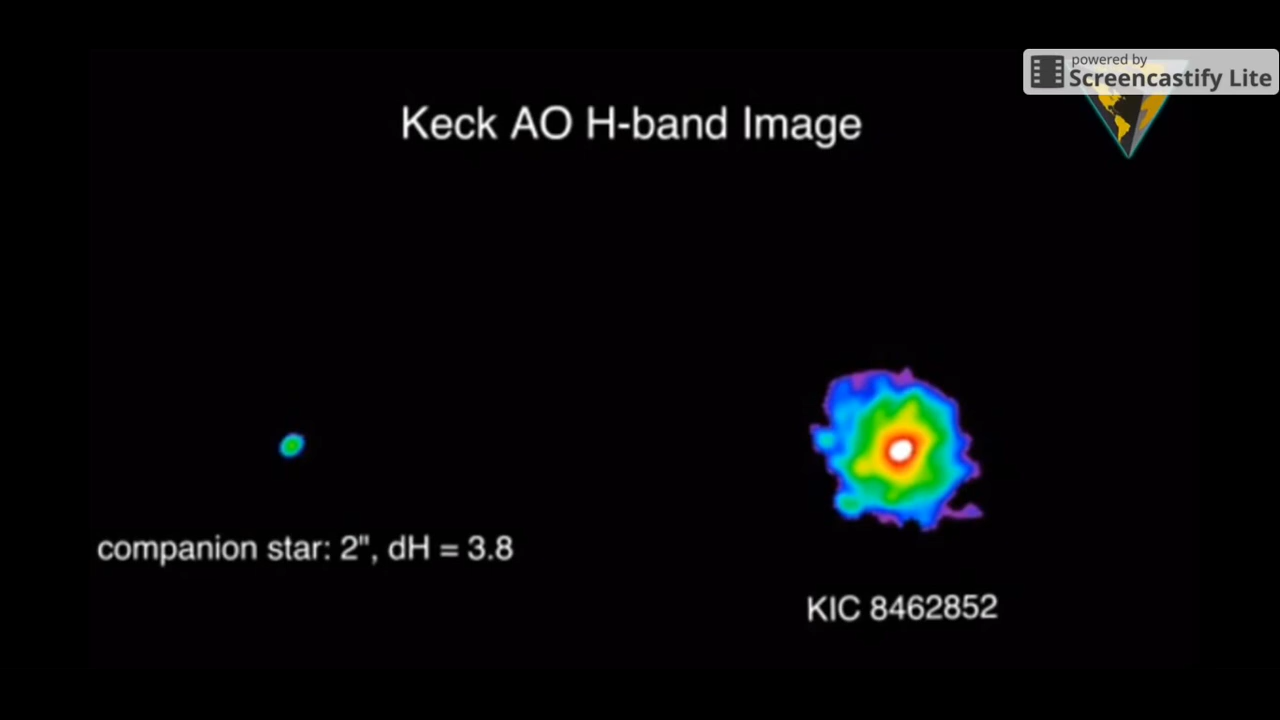 powered by
Screencastify Lite
Keck AO H-band Image
companion star: 2", dH = 3.8
KIC 8462852